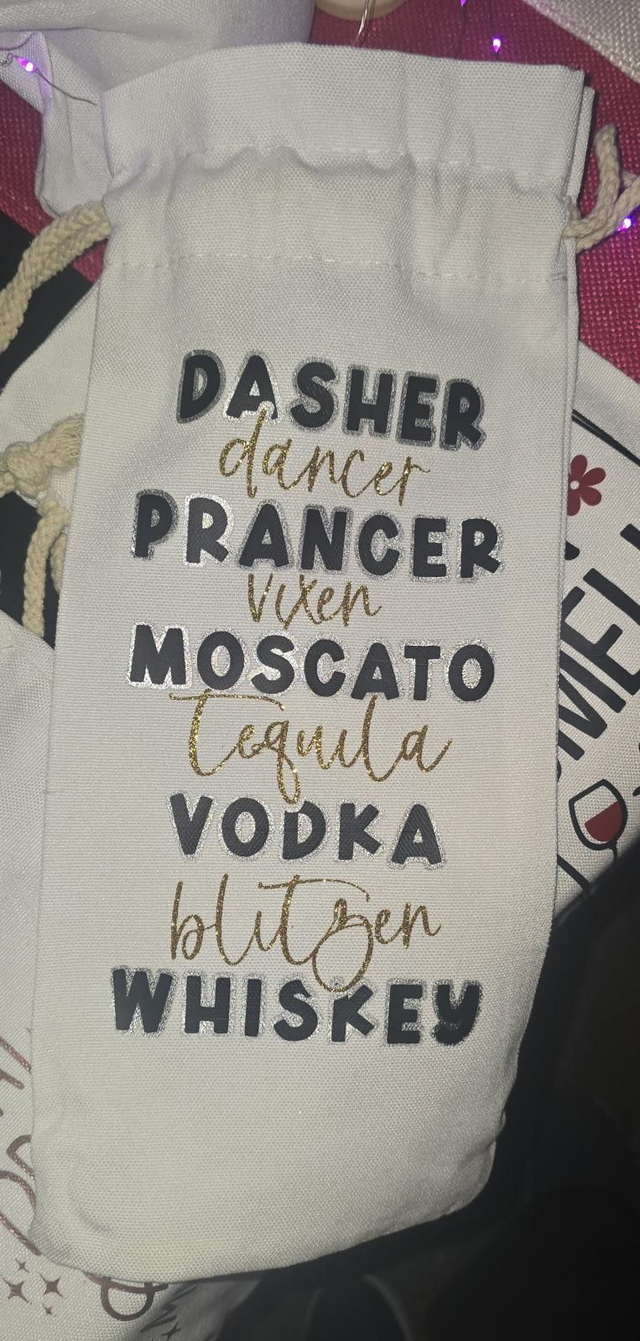 DASHER
dancer
PRANCER
vixen
MOSCATO
Tequila
VODKA
blitzen
WHISKEY